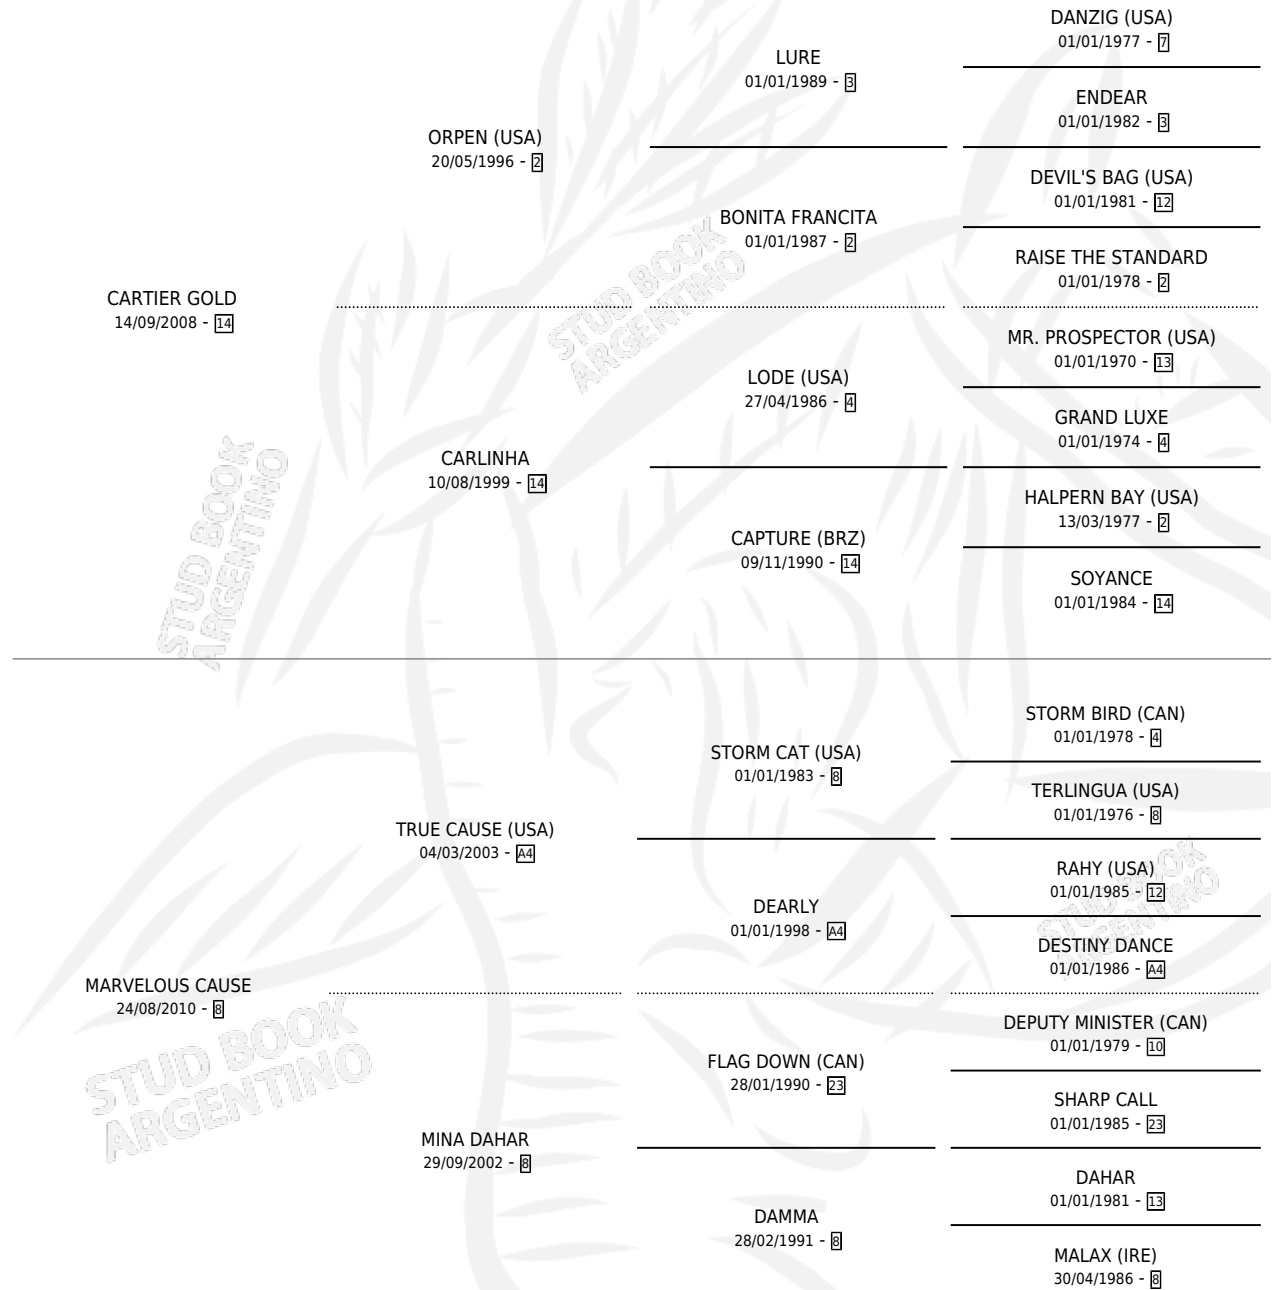 DANZIG (USA)
01/01/1977 - 7
LURE
01/01/1989 - 3
ENDEAR
01/01/1982 - 3
ORPEN (USA)
20/05/1996 - 2
DEVIL'S BAG (USA)
01/01/1981 - 12
BONITA FRANCITA
01/01/1987 - 2
RAISE THE STANDARD
01/01/1978 - 2
CARTIER GOLD
14/09/2008 - 14
STUD BOOK
ARGENTINO
MR. PROSPECTOR (USA)
01/01/1970 - 13
LODE (USA)
27/04/1986 - 4
GRAND LUXE
01/01/1974 - 4
CARLINHA
10/08/1999 - 14
STUD BOOK
ARGENTINO
HALPERN BAY (USA)
13/03/1977 - 2
CAPTURE (BRZ)
09/11/1990 - 14
SOYANCE
01/01/1984 - 14
STORM BIRD (CAN)
01/01/1978 - 4
STORM CAT (USA)
01/01/1983 - 8
TERLINGUA (USA)
01/01/1976 - 8
TRUE CAUSE (USA)
04/03/2003 - A4
RAHY (USA)
01/01/1985 - 12
STUD BOOK
ARGENTINO
DEARLY
01/01/1998 - A4
DESTINY DANCE
01/01/1986 - A4
MARVELOUS CAUSE
24/08/2010 - 8
STUD BOOK
ARGENTINO
DEPUTY MINISTER (CAN)
01/01/1979 - 10
FLAG DOWN (CAN)
28/01/1990 - 23
SHARP CALL
01/01/1985 - 23
MINA DAHAR
29/09/2002 - 8
DAHAR
01/01/1981 - 13
DAMMA
28/02/1991 - 8
MALAX (IRE)
30/04/1986 - 8